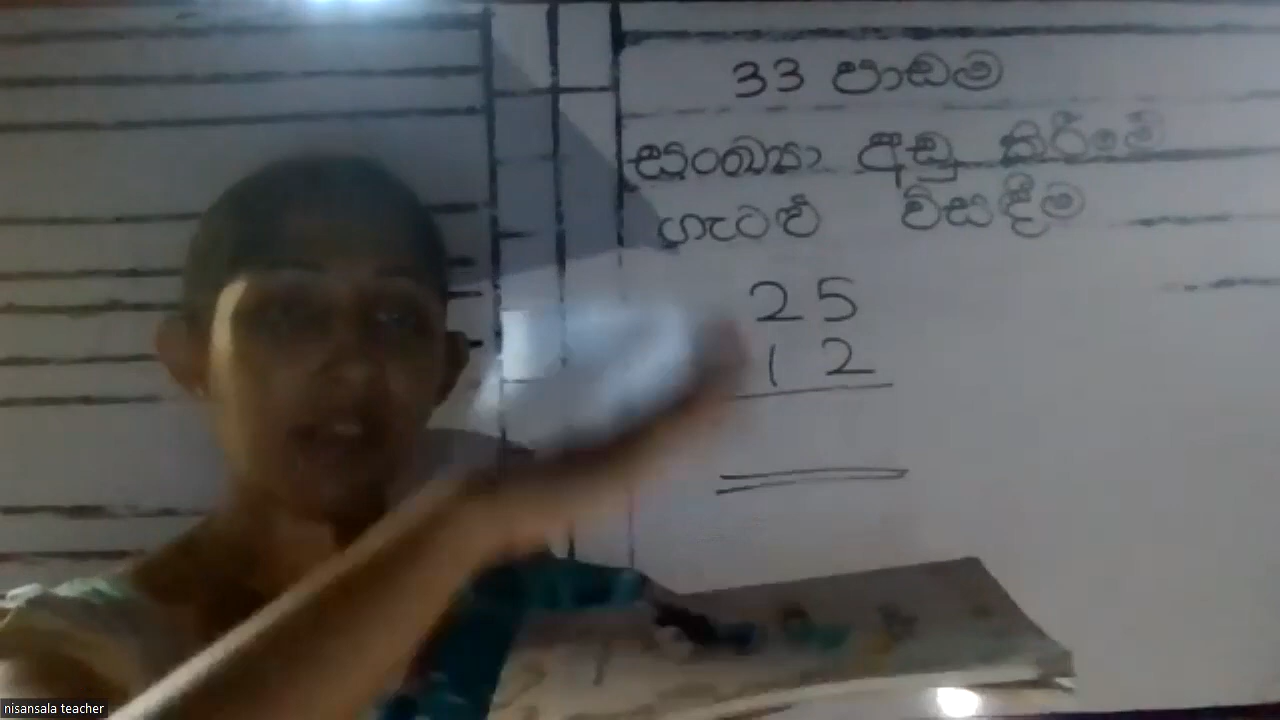 33 පාඩම
සංඛ්‍යා අඩු කිරීමේ
ගැටළු විසඳීම
25
12
nisansala teacher